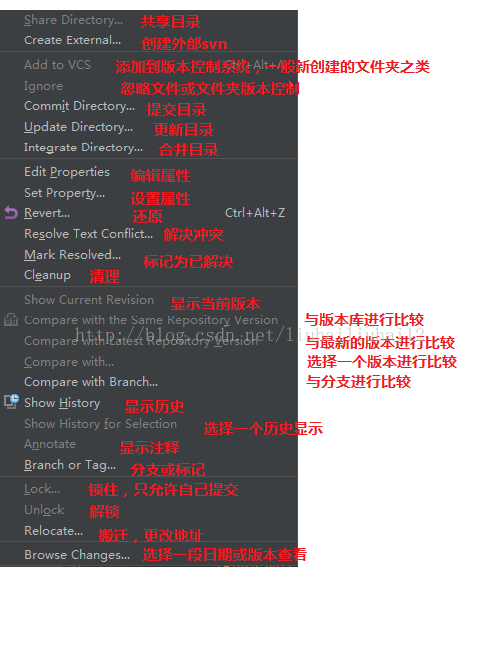 Share Directory... 共享目录
Create External... 创建外部svn
Add to VCS 添加到版本控制系统，一般新创建的文件夹之类
Ignore 忽略文件或文件夹版本控制
Commit Directory... 提交目录
Update Directory... 更新目录
Integrate Directory... 合并目录
Edit Properties 编辑属性
Set Property... 设置属性
Revert... 还原 Ctrl+Alt+Z
Resolve Text Conflict... 解决冲突
Mark Resolved... 标记为已解决
Cleanup 清理
Show Current Revision 显示当前版本
Compare with the Same Repository Version 与版本库进行比较
Compare with Latest Repository Version 与最新的版本进行比较
Compare with... 选择一个版本进行比较
Compare with Branch... 与分支进行比较
Show History 显示历史
Show History for Selection 选择一个历史显示
Annotate 显示注释
Branch or Tag... 分支或标记
Lock... 锁住，只允许自己提交
Unlock 解锁
Relocate... 搬迁，更改地址
Browse Changes... 选择一段日期或版本查看